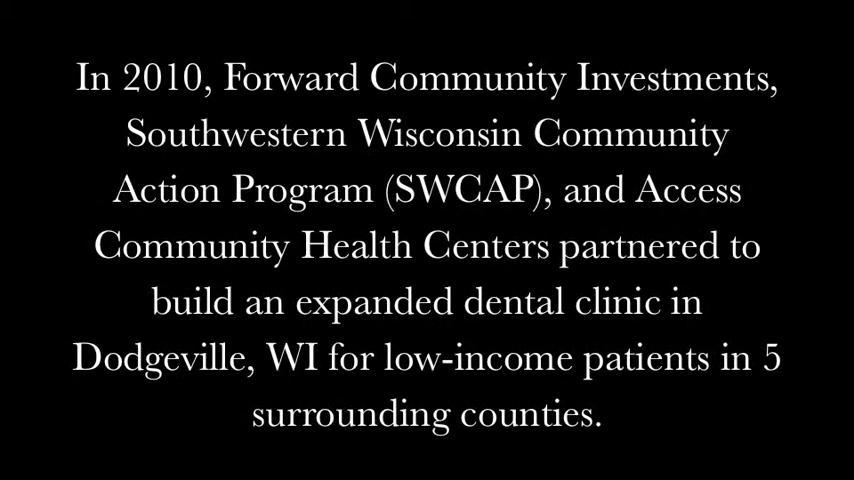 In 2010, Forward Community Investments,
Southwestern Wisconsin Community
Action Program (SWCAP), and Access
Community Health Centers partnered to
build an expanded dental clinic in
Dodgeville, WI for low-income patients in 5
surrounding counties.